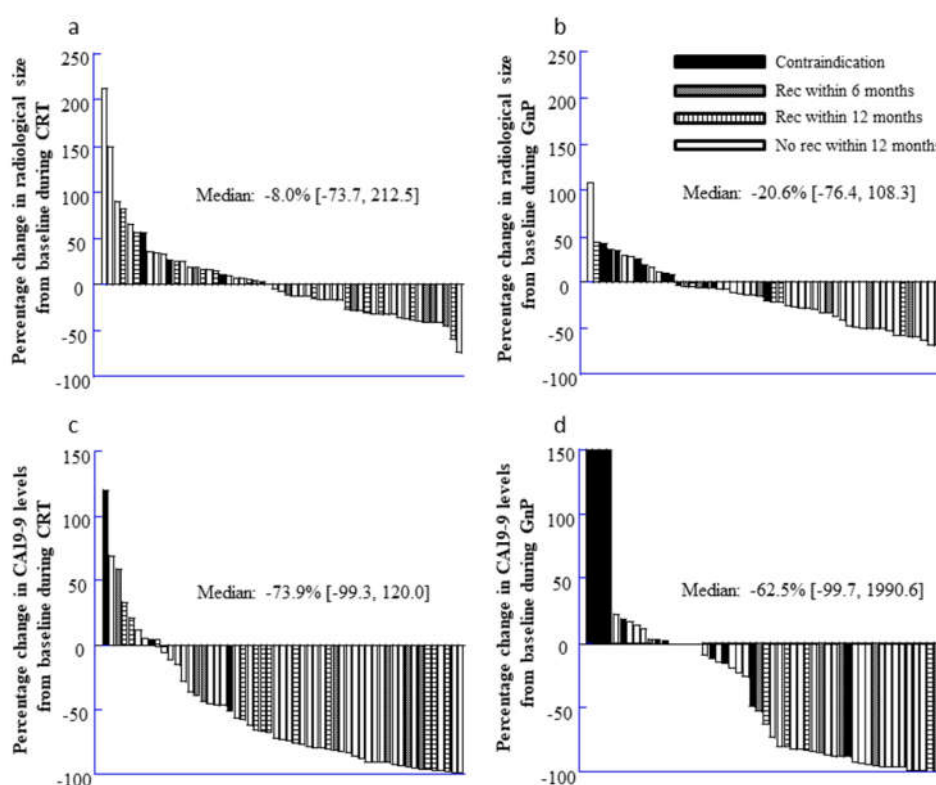 a
Percentage change in radiological size
from baseline during CRT
250
200
150
100
50
0
-50
-100
Median: -8.0% [-73.7, 212.5]
b
Percentage change in radiological size
from baseline during GnP
250
200
150
100
50
0
-50
-100
Contraindication
Rec within 6 months
Rec within 12 months
No rec within 12 months
Median: -20.6% [-76.4, 108.3]
c
Percentage change in CA19-9 levels
from baseline during CRT
150
100
50
0
-50
-100
Median: -73.9% [-99.3, 120.0]
d
Percentage change in CA19-9 levels
from baseline during GnP
150
100
50
0
-50
-100
Median: -62.5% [-99.7, 1990.6]